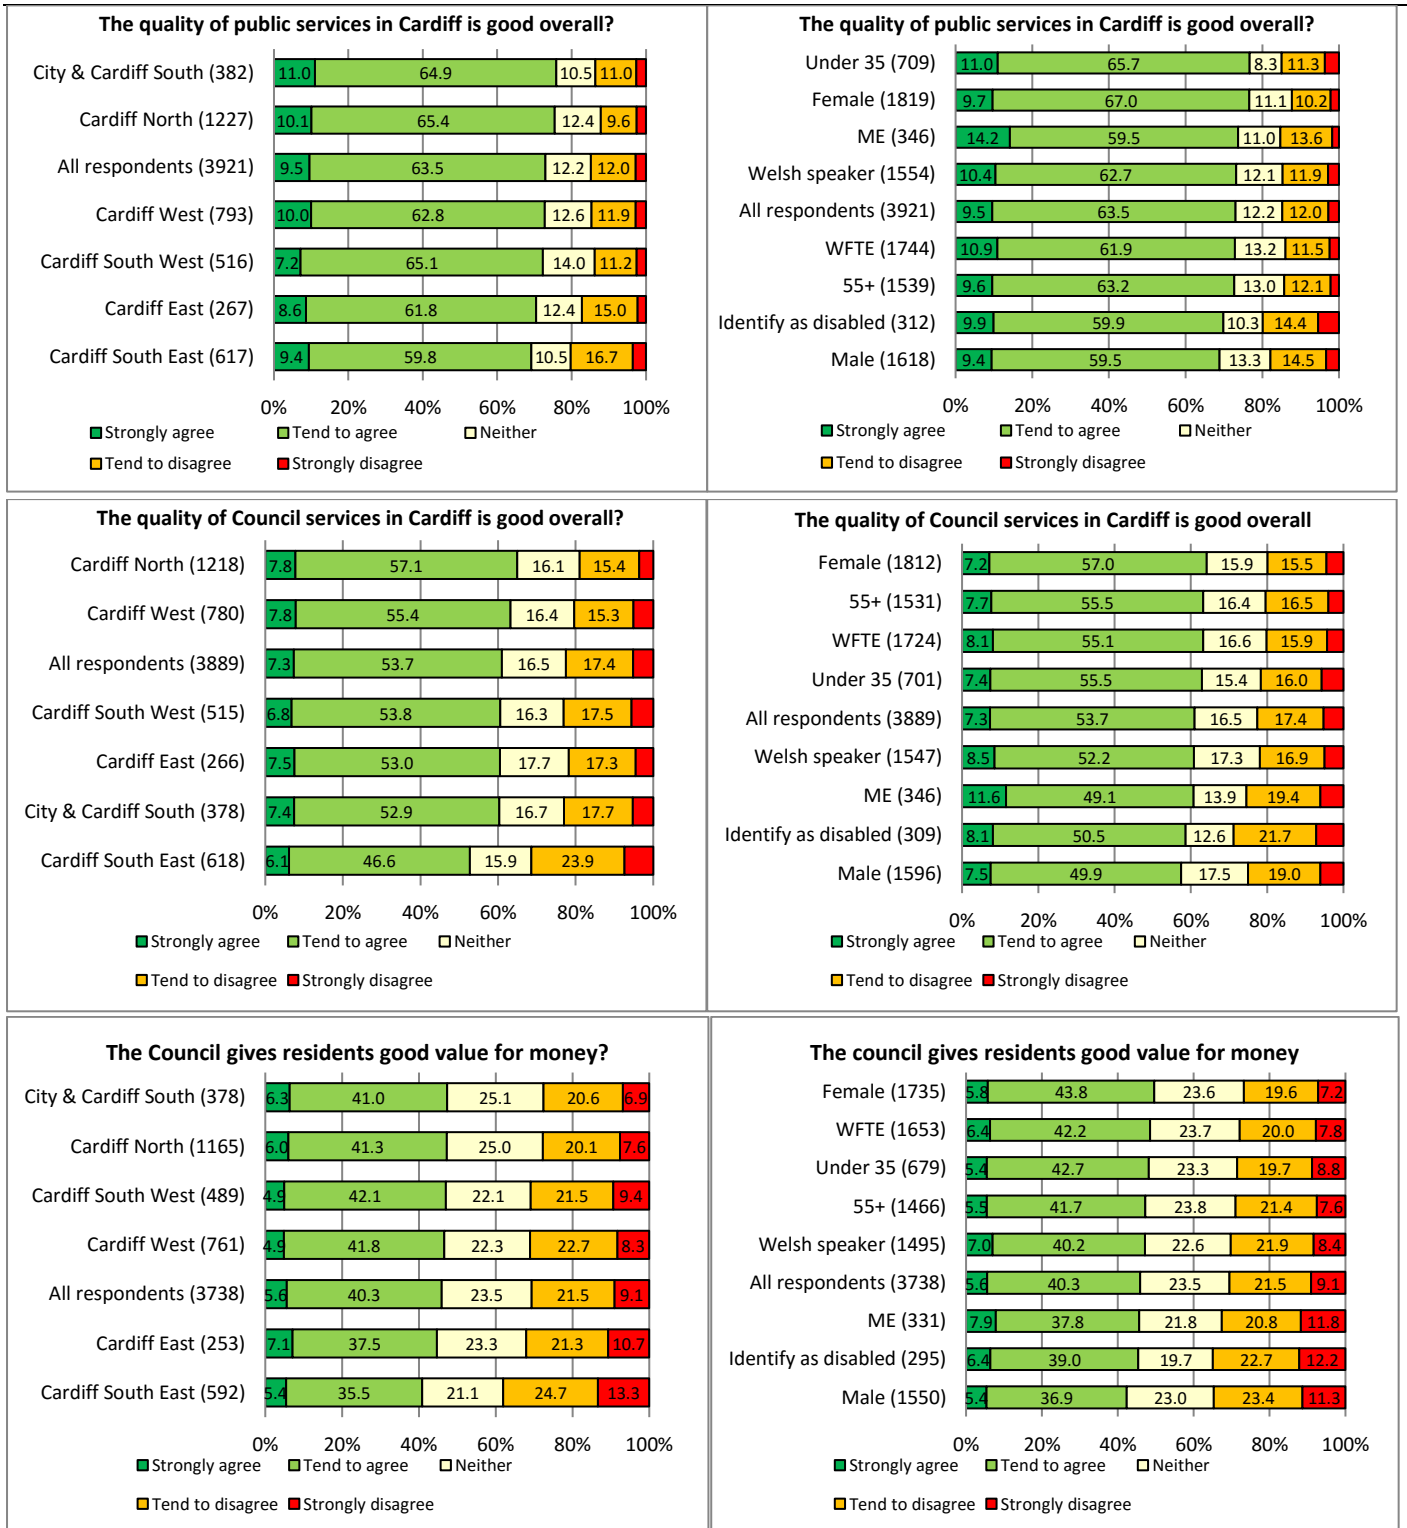 The quality of public services in Cardiff is good overall?
City & Cardiff South (382) 11.0 64.9 10.5 11.0
Cardiff North (1227) 10.1 65.4 12.4 9.6
All respondents (3921) 9.5 63.5 12.2 12.0
Cardiff West (793) 10.0 62.8 12.6 11.9
Cardiff South West (516) 7.2 65.1 14.0 11.2
Cardiff East (267) 8.6 61.8 12.4 15.0
Cardiff South East (617) 9.4 59.8 10.5 16.7
0% 20% 40% 60% 80% 100%
Strongly agree Tend to agree Neither
Tend to disagree Strongly disagree
The quality of public services in Cardiff is good overall?
Under 35 (709) 11.0 65.7 8.3 11.3
Female (1819) 9.7 67.0 11.1 10.2
ME (346) 14.2 59.5 11.0 13.6
Welsh speaker (1554) 10.4 62.7 12.1 11.9
All respondents (3921) 9.5 63.5 12.2 12.0
WFTE (1744) 10.9 61.9 13.2 11.5
55+ (1539) 9.6 63.2 13.0 12.1
Identify as disabled (312) 9.9 59.9 10.3 14.4
Male (1618) 9.4 59.5 13.3 14.5
0% 20% 40% 60% 80% 100%
Strongly agree Tend to agree Neither
Tend to disagree Strongly disagree
The quality of Council services in Cardiff is good overall?
Cardiff North (1218) 7.8 57.1 16.1 15.4
Cardiff West (780) 7.8 55.4 16.4 15.3
All respondents (3889) 7.3 53.7 16.5 17.4
Cardiff South West (515) 6.8 53.8 16.3 17.5
Cardiff East (266) 7.5 53.0 17.7 17.3
City & Cardiff South (378) 7.4 52.9 16.7 17.7
Cardiff South East (618) 6.1 46.6 15.9 23.9
0% 20% 40% 60% 80% 100%
Strongly agree Tend to agree Neither
Tend to disagree Strongly disagree
The quality of Council services in Cardiff is good overall
Female (1812) 7.2 57.0 15.9 15.5
55+ (1531) 7.7 55.5 16.4 16.5
WFTE (1724) 8.1 55.1 16.6 15.9
Under 35 (701) 7.4 55.5 15.4 16.0
All respondents (3889) 7.3 53.7 16.5 17.4
Welsh speaker (1547) 8.5 52.2 17.3 16.9
ME (346) 11.6 49.1 13.9 19.4
Identify as disabled (309) 8.1 50.5 12.6 21.7
Male (1596) 7.5 49.9 17.5 19.0
0% 20% 40% 60% 80% 100%
Strongly agree Tend to agree Neither
Tend to disagree Strongly disagree
The Council gives residents good value for money?
City & Cardiff South (378) 6.3 41.0 25.1 20.6 6.9
Cardiff North (1165) 6.0 41.3 25.0 20.1 7.6
Cardiff South West (489) 4.9 42.1 22.1 21.5 9.4
Cardiff West (761) 4.9 41.8 22.3 22.7 8.3
All respondents (3738) 5.6 40.3 23.5 21.5 9.1
Cardiff East (253) 7.1 37.5 23.3 21.3 10.7
Cardiff South East (592) 5.4 35.5 21.1 24.7 13.3
0% 20% 40% 60% 80% 100%
Strongly agree Tend to agree Neither
Tend to disagree Strongly disagree
The council gives residents good value for money
Female (1735) 5.8 43.8 23.6 19.6 7.2
WFTE (1653) 6.4 42.2 23.7 20.0 7.8
Under 35 (679) 5.4 42.7 23.3 19.7 8.8
55+ (1466) 5.5 41.7 23.8 21.4 7.6
Welsh speaker (1495) 7.0 40.2 22.6 21.9 8.4
All respondents (3738) 5.6 40.3 23.5 21.5 9.1
ME (331) 7.9 37.8 21.8 20.8 11.8
Identify as disabled (295) 6.4 39.0 19.7 22.7 12.2
Male (1550) 5.4 36.9 23.0 23.4 11.3
0% 20% 40% 60% 80% 100%
Strongly agree Tend to agree Neither
Tend to disagree Strongly disagree